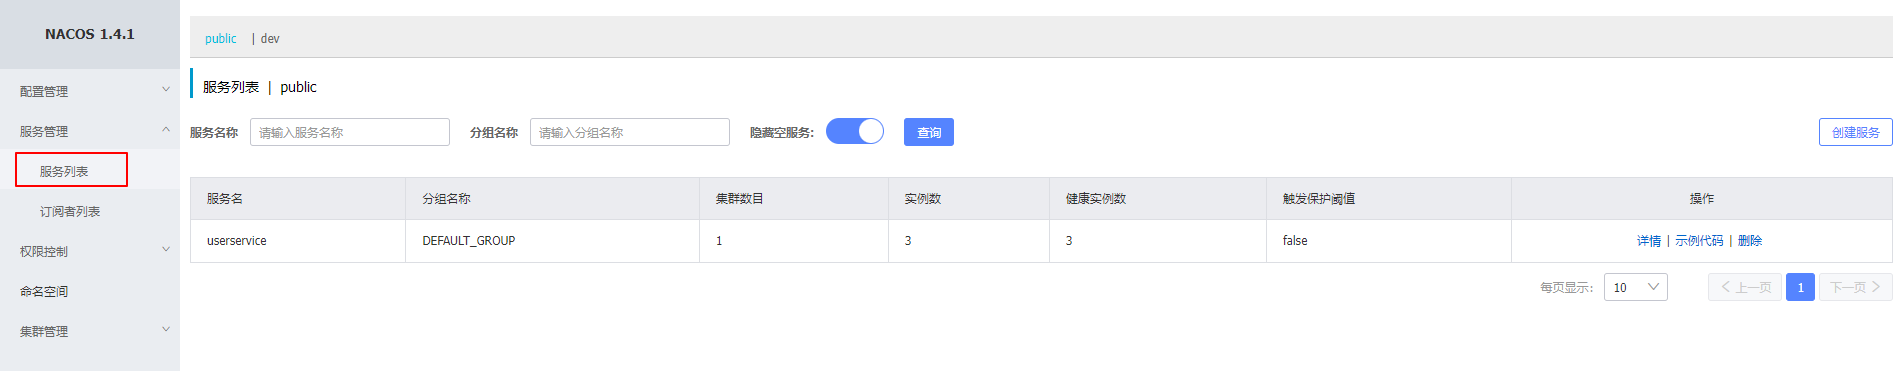 NACOS 1.4.1
配置管理
服务管理
服务列表
订阅者列表
权限控制
命名空间
集群管理
public | dev
服务列表 | public
服务名称 请输入服务名称 分组名称 请输入分组名称 隐藏空服务: 查询 创建服务
服务名 分组名称 集群数目 实例数 健康实例数 触发保护阈值 操作
userservice DEFAULT_GROUP 1 3 3 false 详情 | 示例代码 | 删除
每页显示: 10 上一页 1 下一页